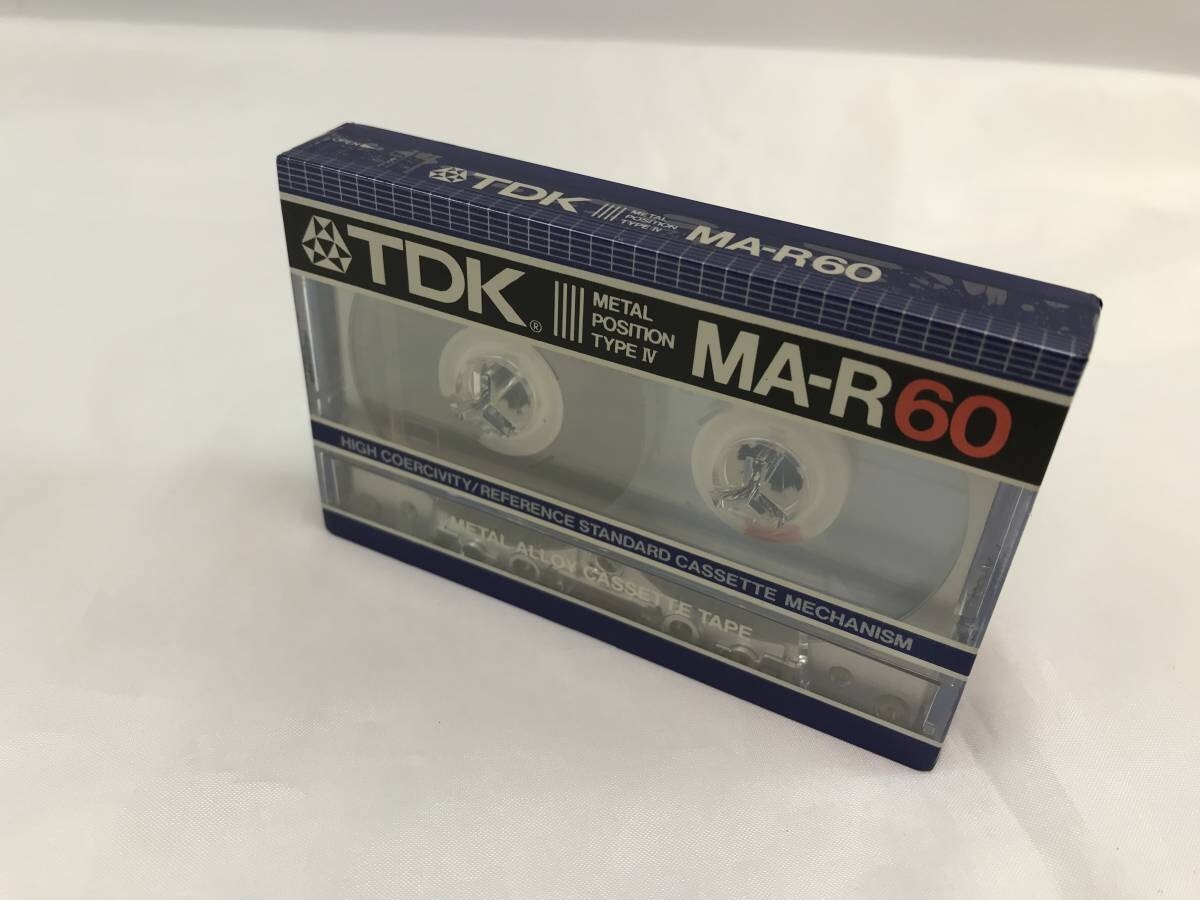 OPEN
TDK METAL POSITION TYPE IV MA-R60
TDK® METAL POSITION TYPE IV MA-R60
HIGH COERCIVITY/REFERENCE STANDARD CASSETTE MECHANISM
METAL ALLOY CASSETTE TAPE